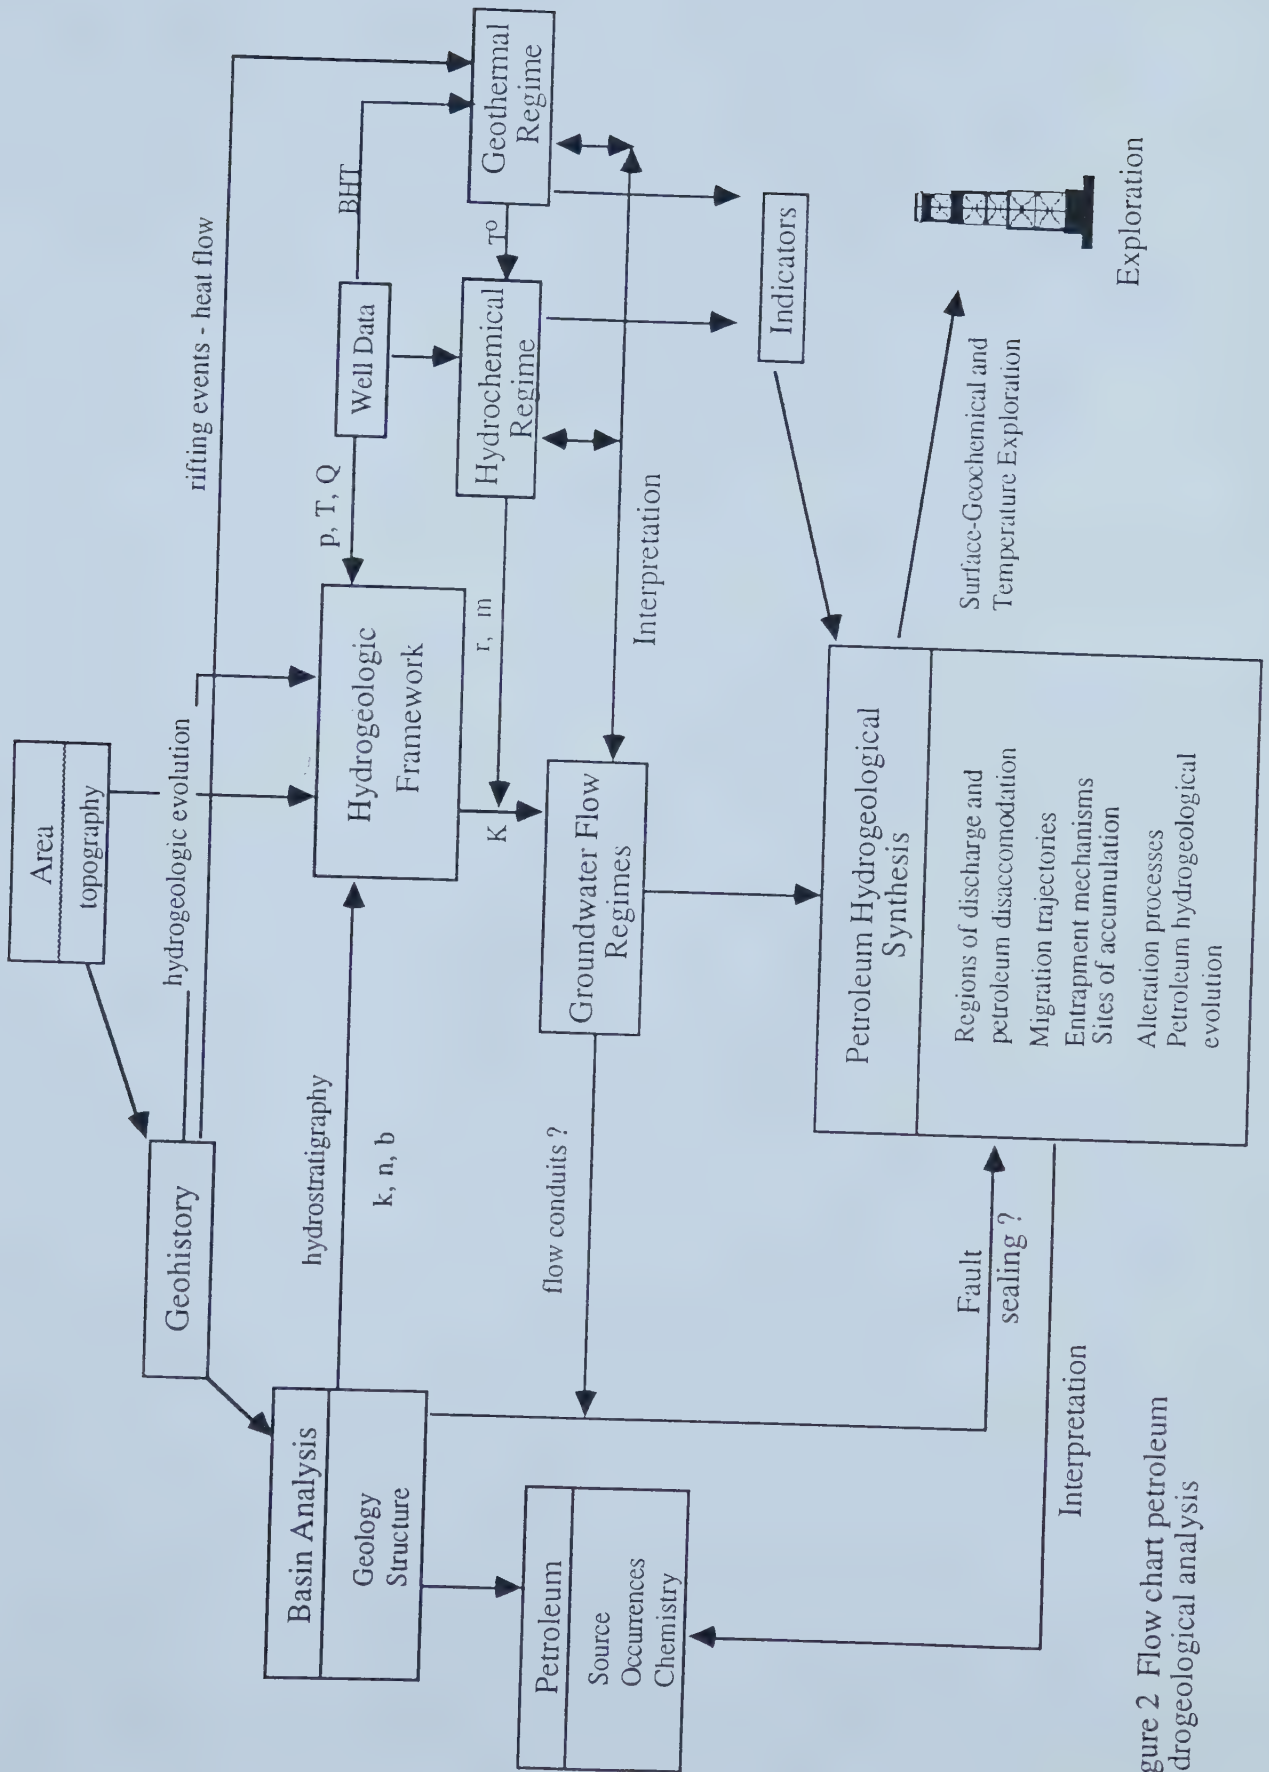 Area
topography
Geohistory
hydrogeologic evolution
rifting events - heat flow
Basin Analysis
Geology
Structure
hydrostratigraphy
k, n, b
Hydrogeologic
Framework
p, T, Q
Well Data
BHT
Geothermal
Regime
T°
Hydrochemical
Regime
r, m
K
Petroleum
Source
Occurrences
Chemistry
flow conduits ?
Groundwater Flow
Regimes
Interpretation
Indicators
Fault
sealing ?
Petroleum Hydrogeological
Synthesis
Regions of discharge and
petroleum disaccomodation
Migration trajectories
Entrapment mechanisms
Sites of accumulation
Alteration processes
Petroleum hydrogeological
evolution
Surface-Geochemical and
Temperature Exploration
Exploration
Interpretation
gure 2 Flow chart petroleum
drogeological analysis